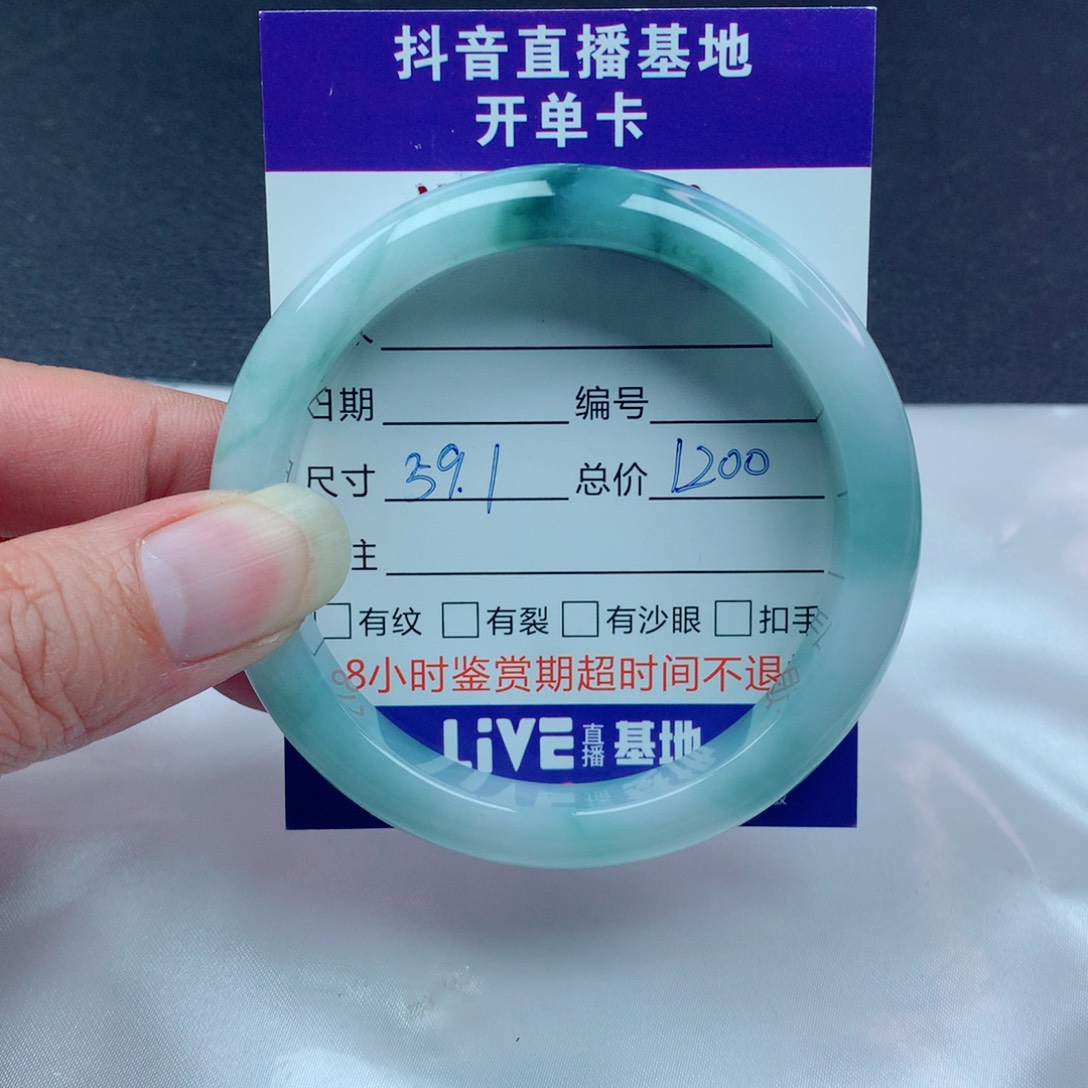 抖音直播基地
开单卡
日期 编号
尺寸 59.1 总价 1200
有纹 有裂 有沙眼 扣手
8小时鉴赏期超时间不退
LiVE 直播 基地